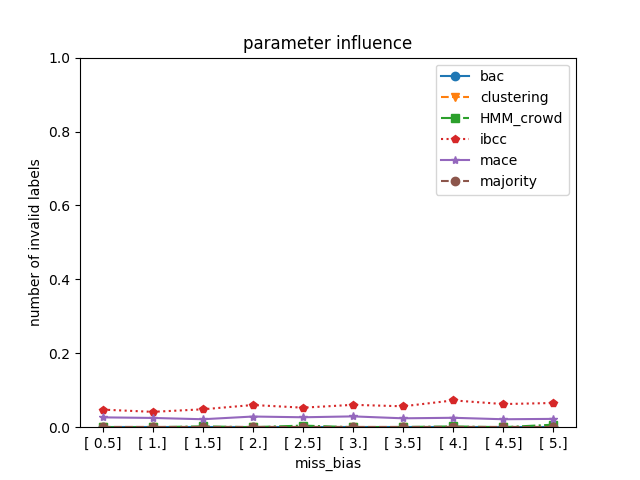 parameter influence
1.0
0.8
0.6
0.4
0.2
0.0
number of invalid labels
bac
clustering
HMM_crowd
ibcc
mace
majority
[ 0.5] [ 1.] [ 1.5] [ 2.] [ 2.5] [ 3.] [ 3.5] [ 4.] [ 4.5] [ 5.]
miss_bias